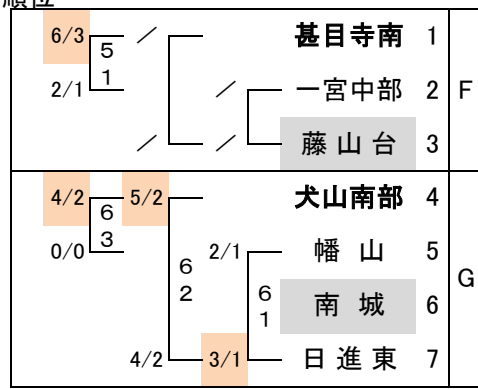 順位
6/3 ／ 甚目寺南 1
5
1
2/1 ／ 一宮中部 2 F
／ ／ 藤山台 3
4/2 5/2 犬山南部 4
6
3
0/0 2/1 幡山 5
6
2
6
1
南城 6 G
4/2 3/1 日進東 7